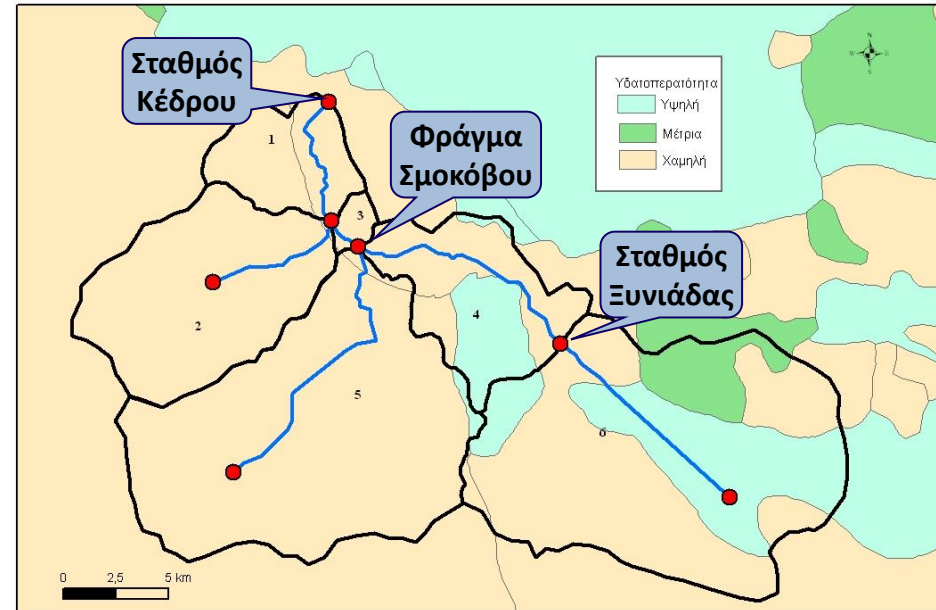 Σταθμός
Κέδρου
Φράγμα
Σμοκόβου
Σταθμός
Ξυνιάδας
Υδατοπερατότητα
Υψηλή
Μέτρια
Χαμηλή
N
W
E
S
1
3
2
4
5
6
0 2,5 5 km